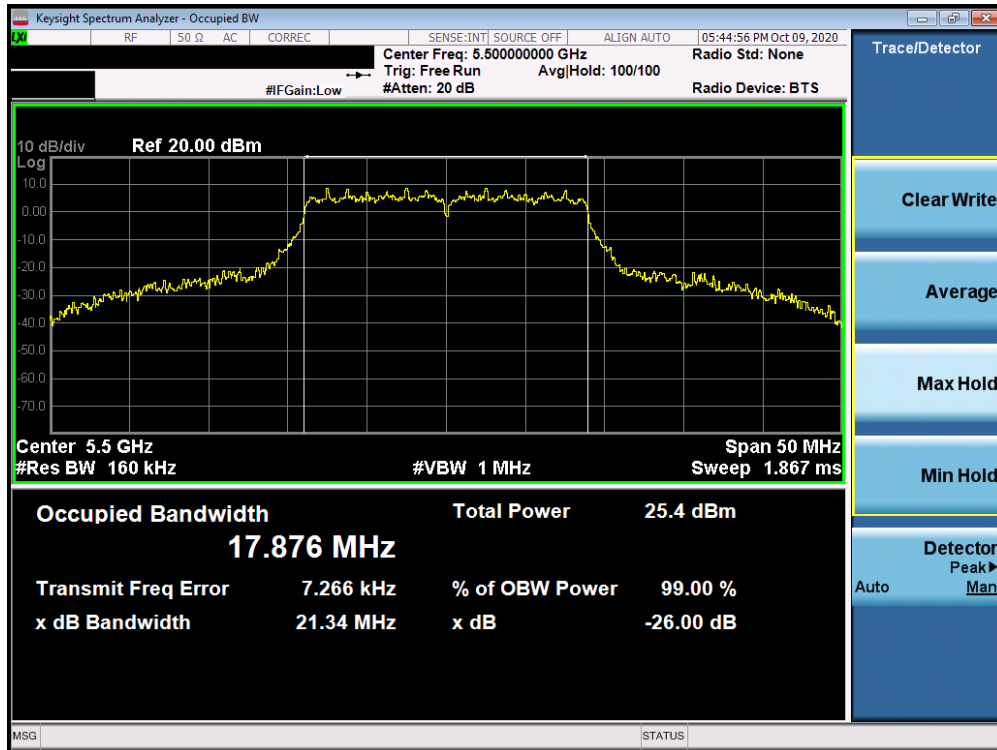 Keysight Spectrum Analyzer - Occupied BW
LXI
RF 50 Ω AC CORREC SENSE:INT SOURCE OFF ALIGN AUTO 05:44:56 PM Oct 09, 2020
Center Freq: 5.500000000 GHz Radio Std: None
Trig: Free Run Avg|Hold: 100/100
#IFGain:Low #Atten: 20 dB Radio Device: BTS
10 dB/div Ref 20.00 dBm
Log
10.0
0.00
-10.0
-20.0
-30.0
-40.0
-50.0
-60.0
-70.0
Center 5.5 GHz Span 50 MHz
#Res BW 160 kHz #VBW 1 MHz Sweep 1.867 ms
Occupied Bandwidth Total Power 25.4 dBm
17.876 MHz
Transmit Freq Error 7.266 kHz % of OBW Power 99.00 %
x dB Bandwidth 21.34 MHz x dB -26.00 dB
MSG STATUS
Trace/Detector
Clear Write
Average
Max Hold
Min Hold
Detector
Peak▶
Auto Man